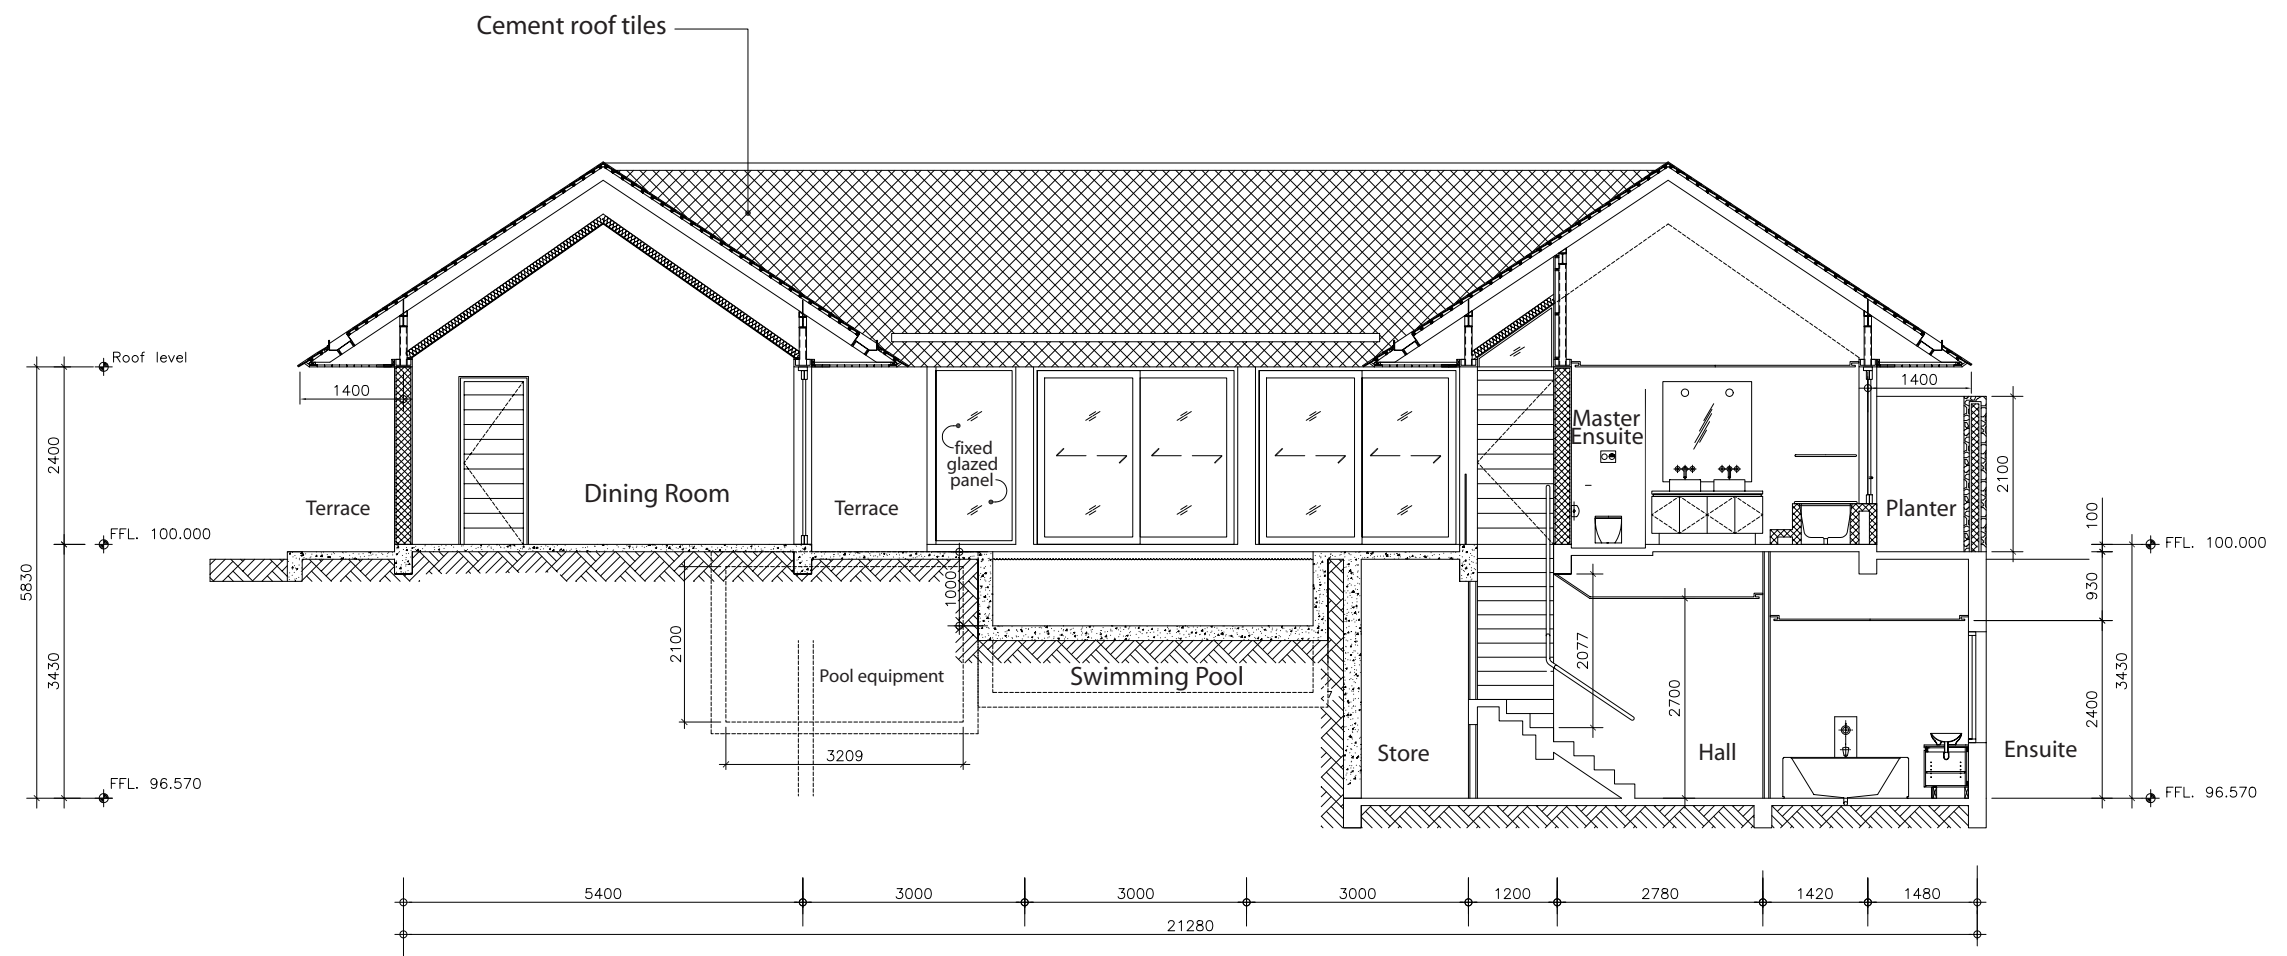 Cement roof tiles
Roof level
1400
1400
2400
5830
3430
Terrace
Dining Room
Terrace
fixed
glazed
panel
Master
Ensuite
Planter
2100
100
930
2400
3430
FFL. 100.000
FFL. 100.000
1000
2100
Pool equipment
3209
Swimming Pool
Store
2077
2700
Hall
Ensuite
FFL. 96.570
FFL. 96.570
5400
3000
3000
3000
1200
2780
1420
1480
21280